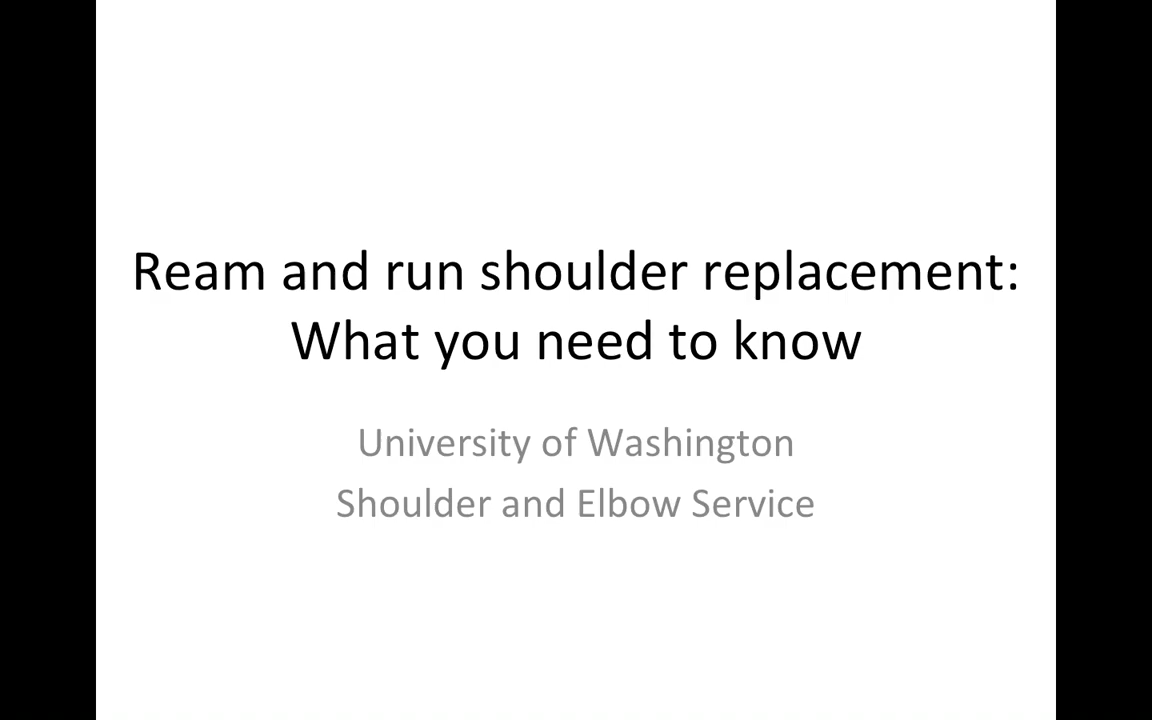 Ream and run shoulder replacement:
What you need to know
University of Washington
Shoulder and Elbow Service